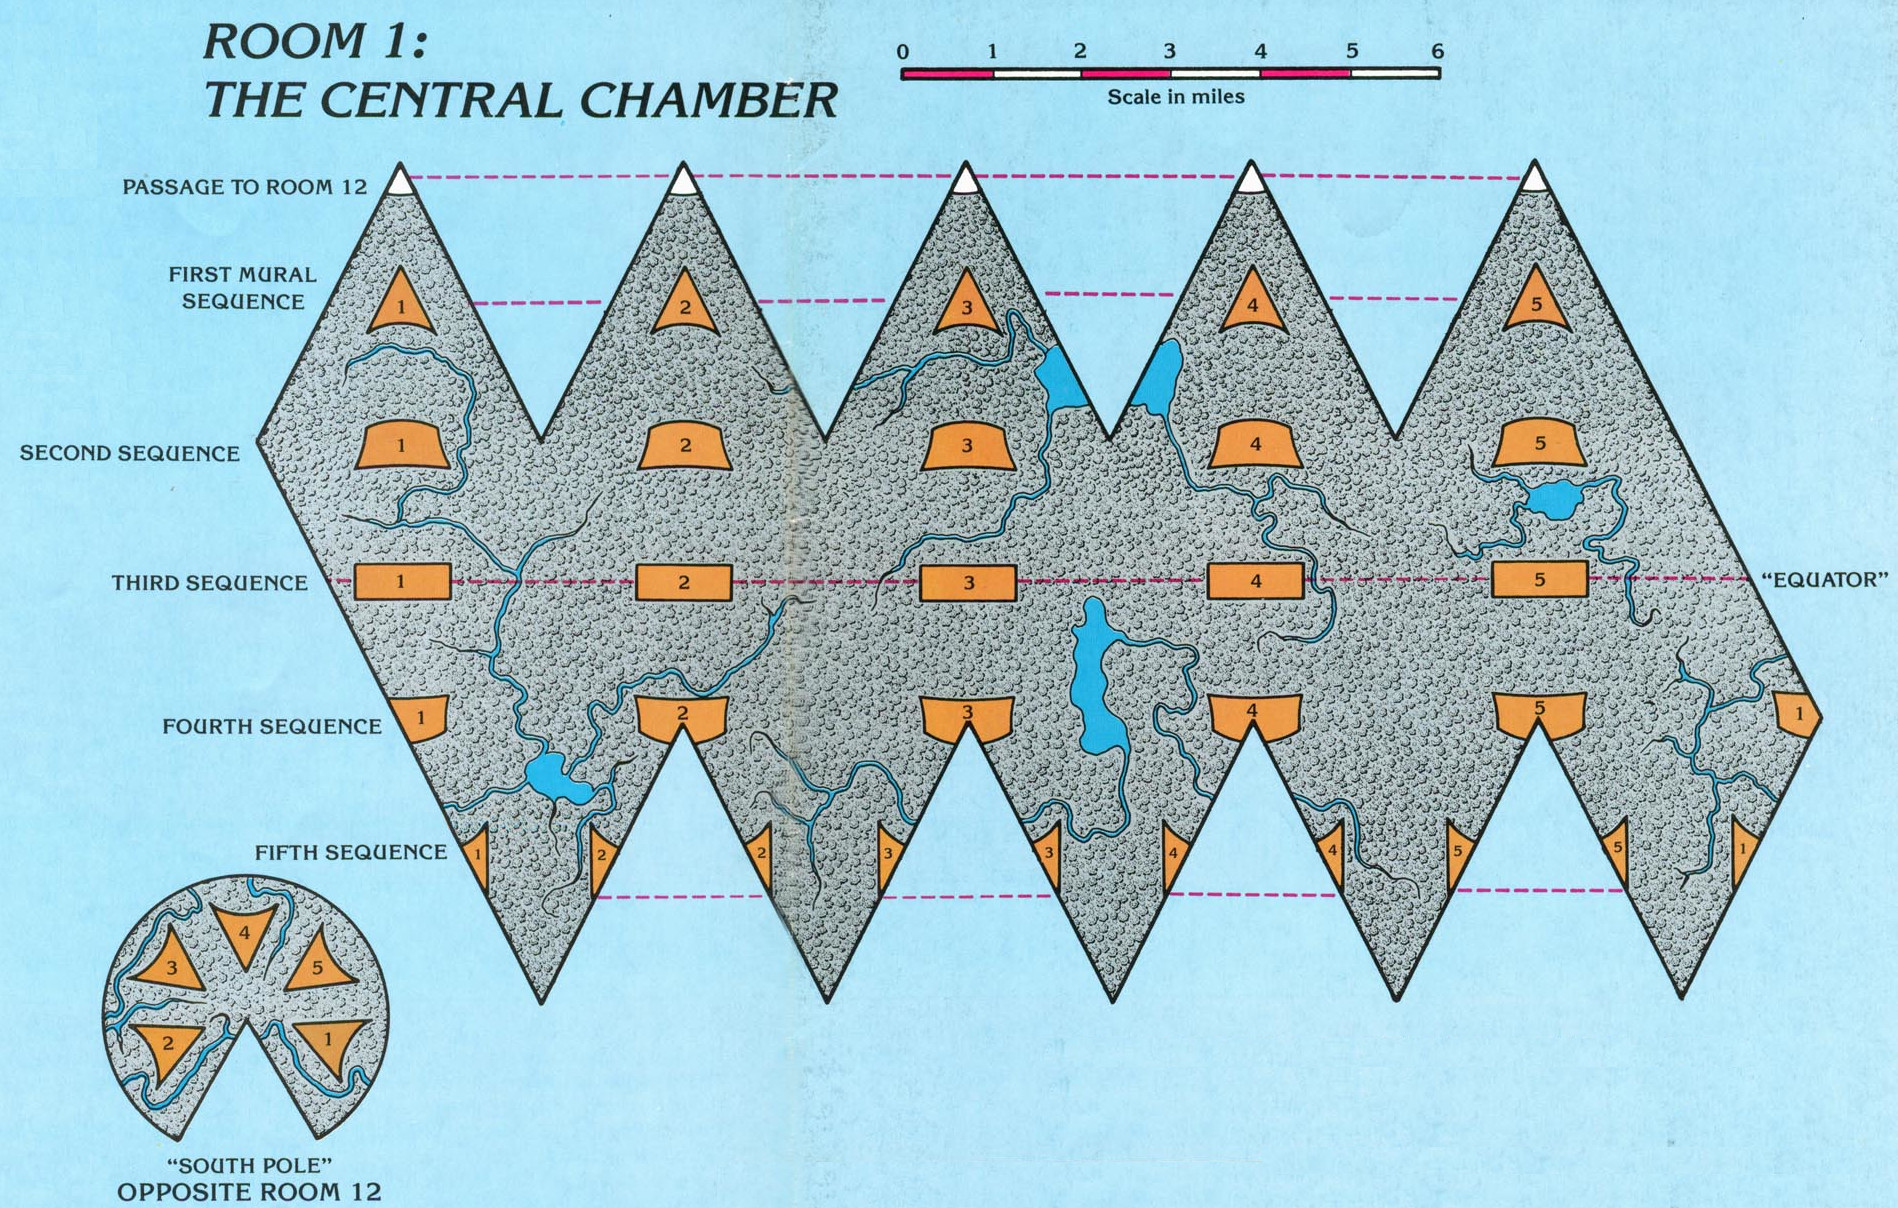 ROOM 1:
THE CENTRAL CHAMBER
0 1 2 3 4 5 6
Scale in miles
PASSAGE TO ROOM 12
FIRST MURAL
SEQUENCE
1 2 3 4 5
SECOND SEQUENCE
1 2 3 4 5
THIRD SEQUENCE
1 2 3 4 5
"EQUATOR"
FOURTH SEQUENCE
1 2 3 4 5 1
FIFTH SEQUENCE
1 2 2 3 3 4 4 5 5 1
4
3 5
2 1
"SOUTH POLE"
OPPOSITE ROOM 12